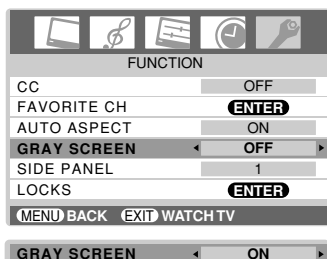 FUNCTION
CC OFF
FAVORITE CH ENTER
AUTO ASPECT ON
GRAY SCREEN OFF
SIDE PANEL 1
LOCKS ENTER
MENU BACK EXIT WATCH TV
GRAY SCREEN ON